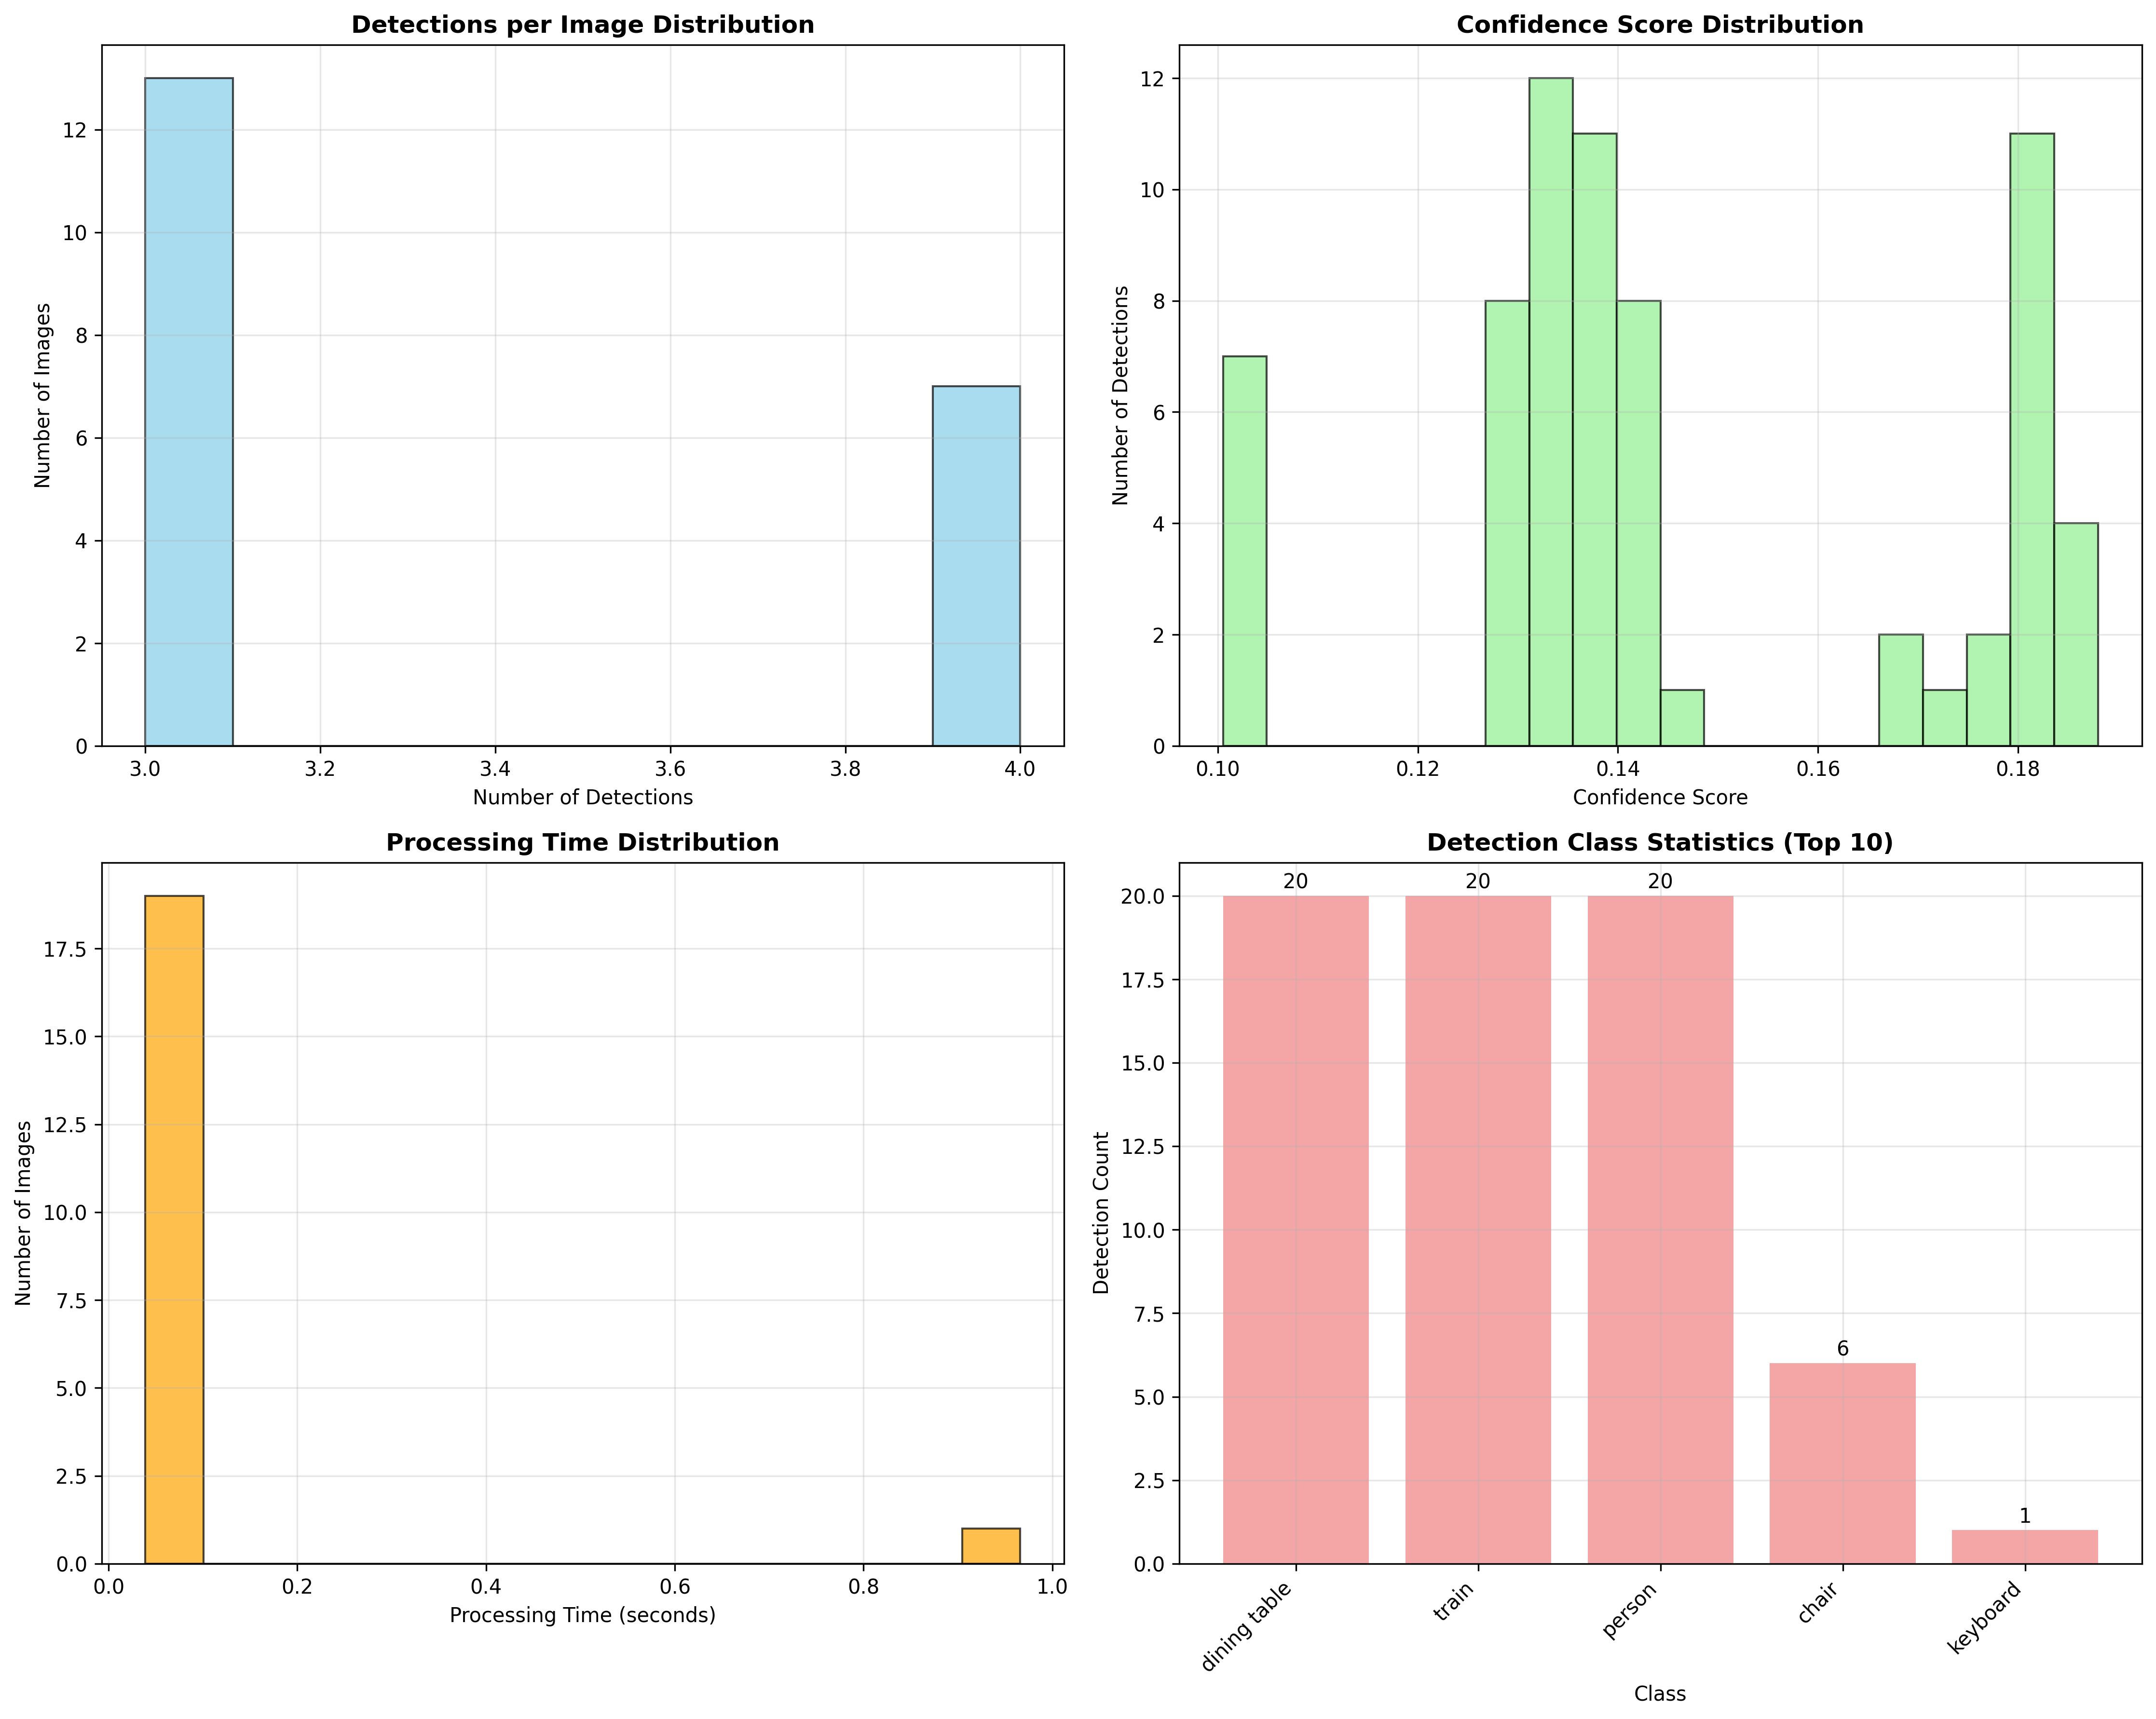 Detections per Image Distribution
Number of Images
12
10
8
6
4
2
0
3.0 3.2 3.4 3.6 3.8 4.0
Number of Detections
Confidence Score Distribution
Number of Detections
12
10
8
6
4
2
0
0.10 0.12 0.14 0.16 0.18
Confidence Score
Processing Time Distribution
Number of Images
17.5
15.0
12.5
10.0
7.5
5.0
2.5
0.0
0.0 0.2 0.4 0.6 0.8 1.0
Processing Time (seconds)
Detection Class Statistics (Top 10)
Detection Count
20.0
17.5
15.0
12.5
10.0
7.5
5.0
2.5
0.0
20 20 20
6
1
dining table
train
person
chair
keyboard
Class